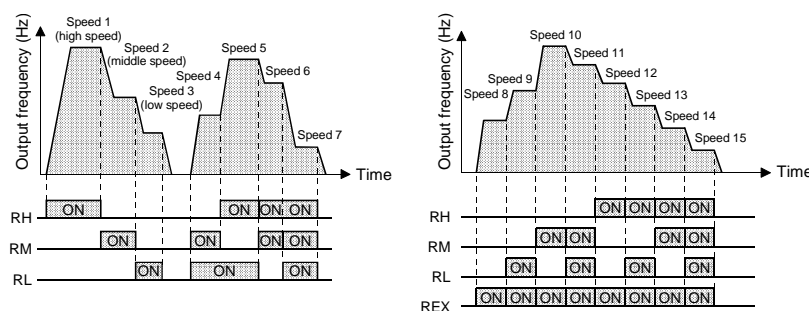 Output frequency (Hz)
Speed 1
(high speed)
Speed 2
(middle speed)
Speed 3
(low speed)
Speed 4
Speed 5
Speed 6
Speed 7
Time
RH
ON
ON
ON
ON
RM
ON
ON
ON
ON
RL
ON
ON
ON
Output frequency (Hz)
Speed 8
Speed 9
Speed 10
Speed 11
Speed 12
Speed 13
Speed 14
Speed 15
Time
RH
ON
ON
ON
ON
RM
ON
ON
ON
ON
RL
ON
ON
ON
ON
REX
ON
ON
ON
ON
ON
ON
ON
ON